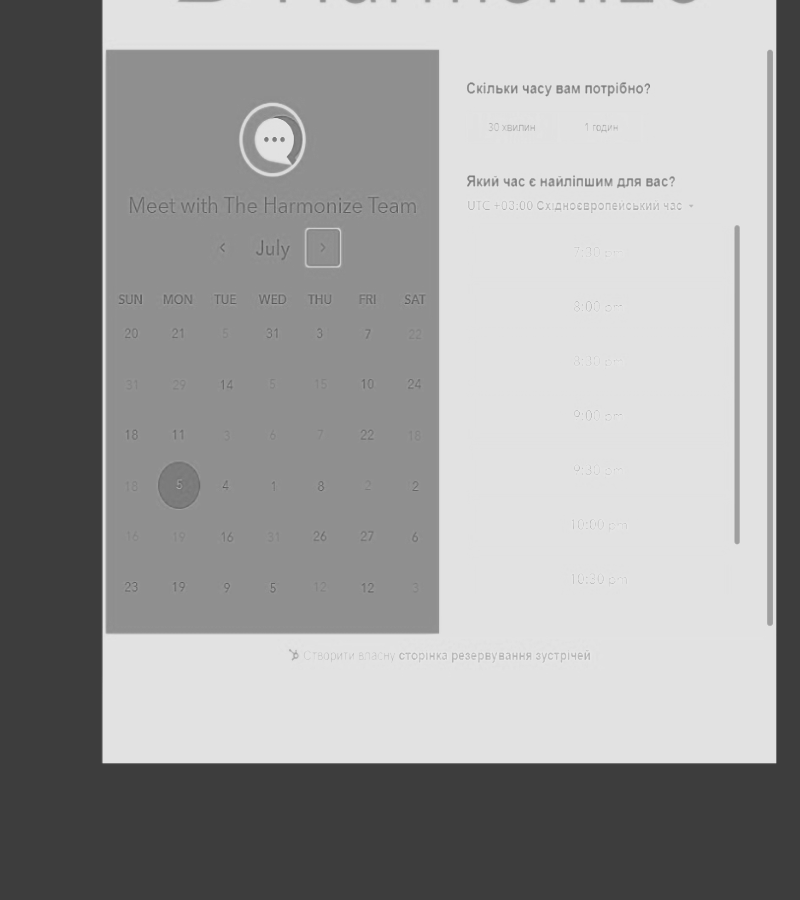 Meet with The Harmonize Team
July
SUN MON TUE WED THU FRI SAT
20 21 5 31 3 7 22
31 29 14 5 15 10 24
18 11 3 6 7 22 18
18 5 4 1 8 2 2
16 19 16 31 26 27 6
23 19 9 5 12 12 3
Скільки часу вам потрібно?
30 хвилин 1 годин
Який час є найліпшим для вас?
UTC +03:00 Східноєвропейський час
7:30 pm
8:00 pm
8:30 pm
9:00 pm
9:30 pm
10:00 pm
10:30 pm
Створити власну сторінка резервування зустрічей